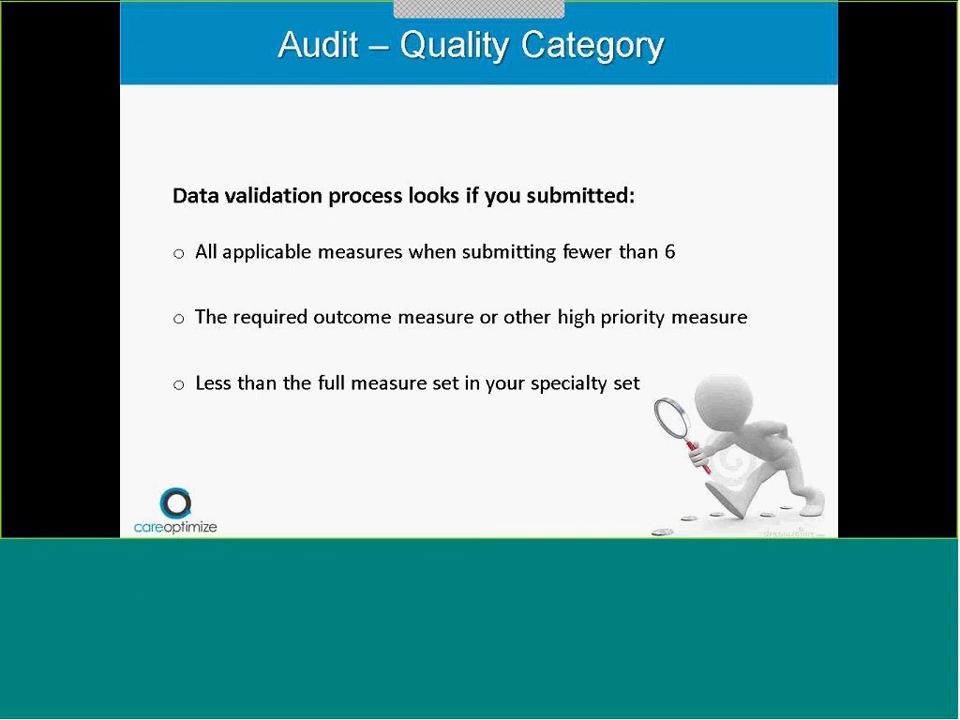 Audit – Quality Category
Data validation process looks if you submitted:
o All applicable measures when submitting fewer than 6
o The required outcome measure or other high priority measure
o Less than the full measure set in your specialty set
careoptimize